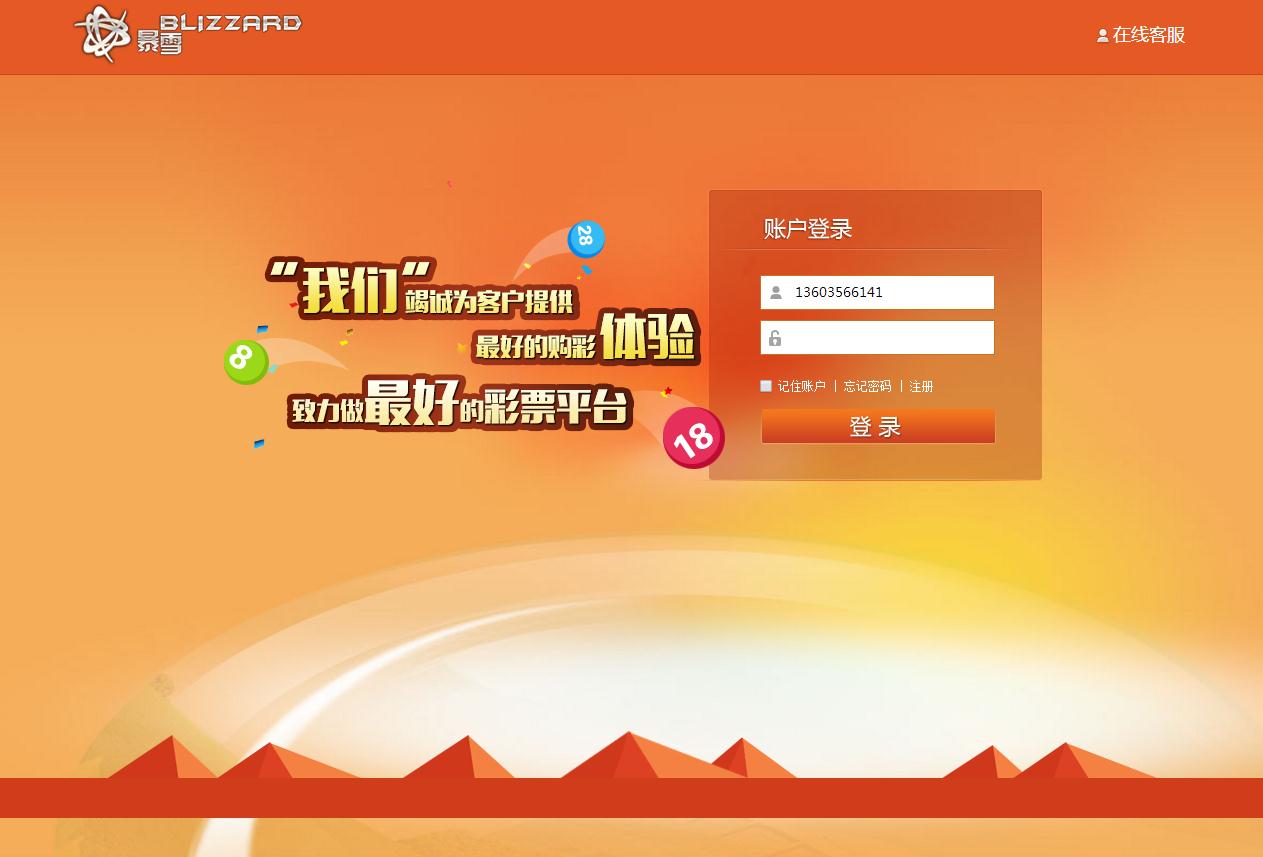 BLIZZARD
暴雪
在线客服
28
“我们”竭诚为客户提供
最好的购彩体验
8
致力做最好的彩票平台
18
账户登录
13603566141
记住账户 | 忘记密码 | 注册
登 录